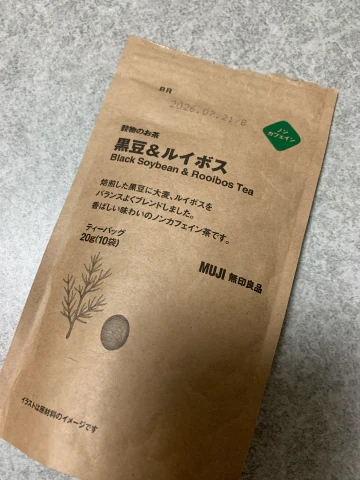 BR
2026.07.21/B
ノン
カフェイン
穀物のお茶
黒豆&ルイボス
Black Soybean & Rooibos Tea
焙煎した黒豆に大麦、ルイボスを
バランスよくブレンドしました。
香ばしい味わいのノンカフェイン茶です。
ティーバッグ
20g(10袋)
MUJI 無印良品
イラストは原材料のイメージです